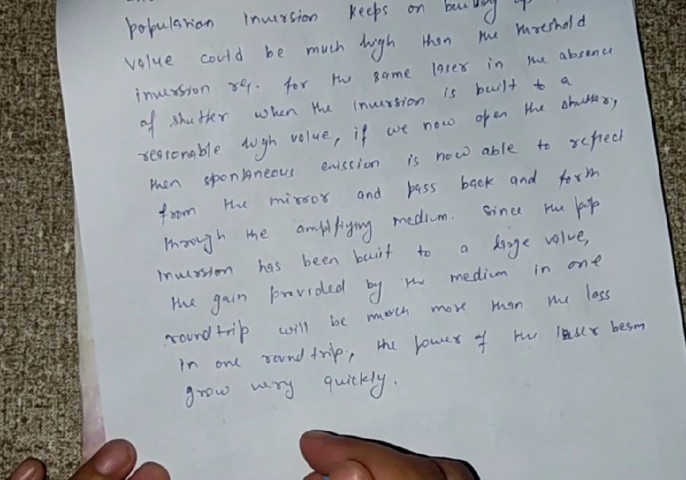 population Inversion keeps on building
value could be much high then the threshold
inversion req. for the same laser in the absence
of shutter when the inversion is built to a
reasonable high value, if we now open the shutter,
then spontaneous emission is now able to reflect
from the mirror and pass back and forth
through the amplifying medium. Since the pop
Inversion has been built to a large value,
the gain provided by the medium in one
round trip will be much more than the loss
in one round trip, the power of the laser beam
grow very quickly.